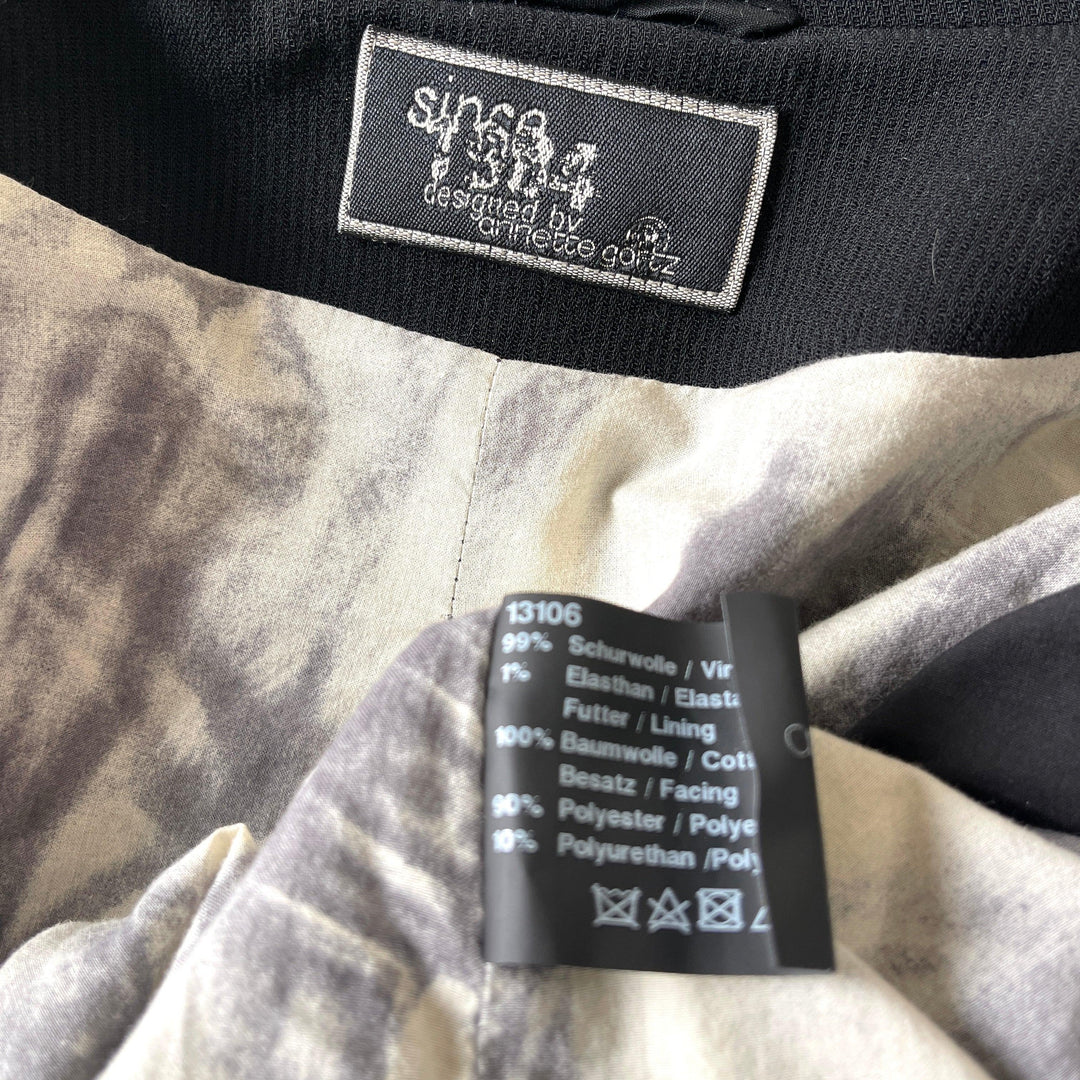 since
1984
designed by
annette görtz
13106
99% Schurwolle / Vir
1% Elasthan / Elasta
Futter / Lining
100% Baumwolle / Cott
Besatz / Facing
90% Polyester / Polye
10% Polyurethan /Poly